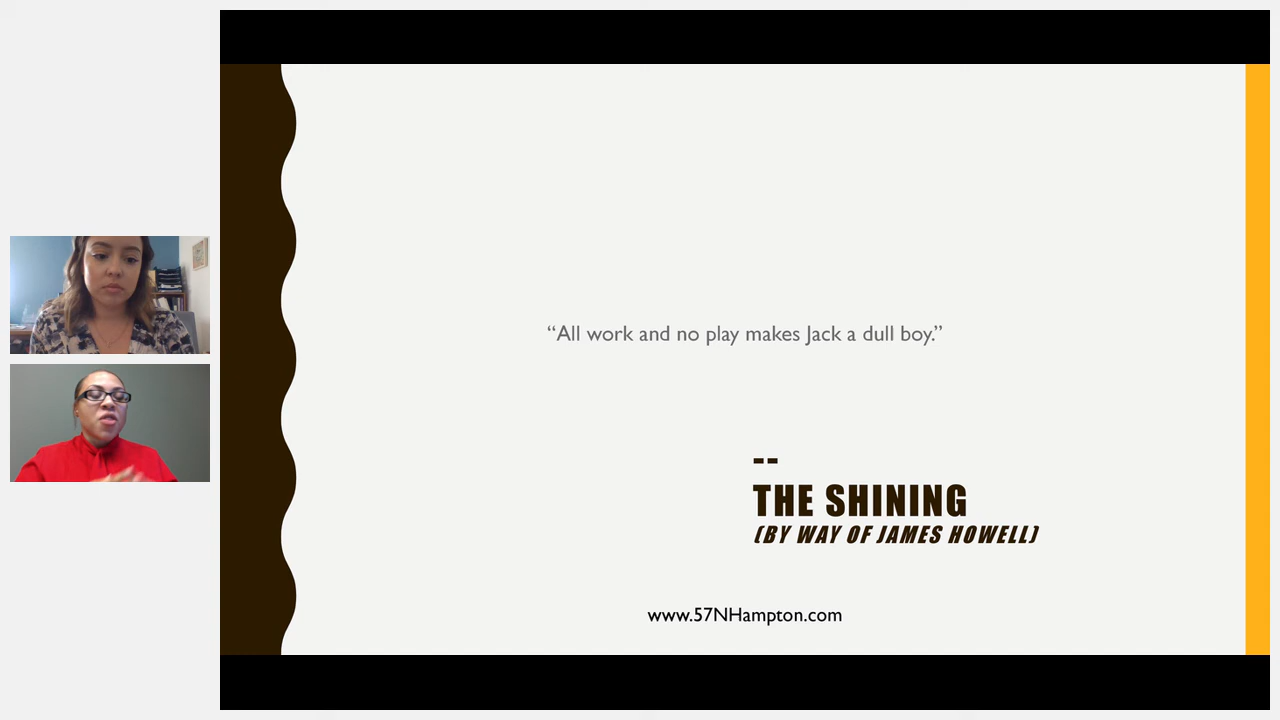 “All work and no play makes Jack a dull boy.”
--
THE SHINING
(BY WAY OF JAMES HOWELL)
www.57NHampton.com